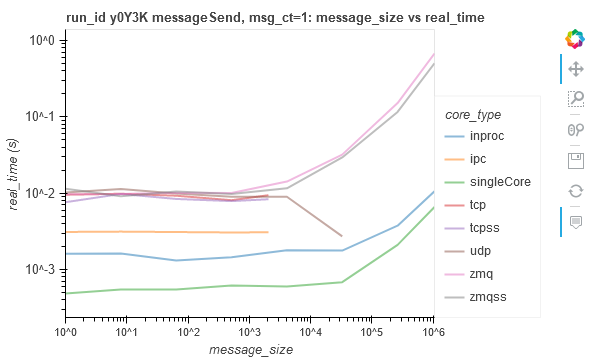 run_id y0Y3K messageSend, msg_ct=1: message_size vs real_time
10^0
10^-1
10^-2
10^-3
real_time (s)
10^0 10^1 10^2 10^3 10^4 10^5 10^6
message_size
core_type
inproc
ipc
singleCore
tcp
tcpss
udp
zmq
zmqss